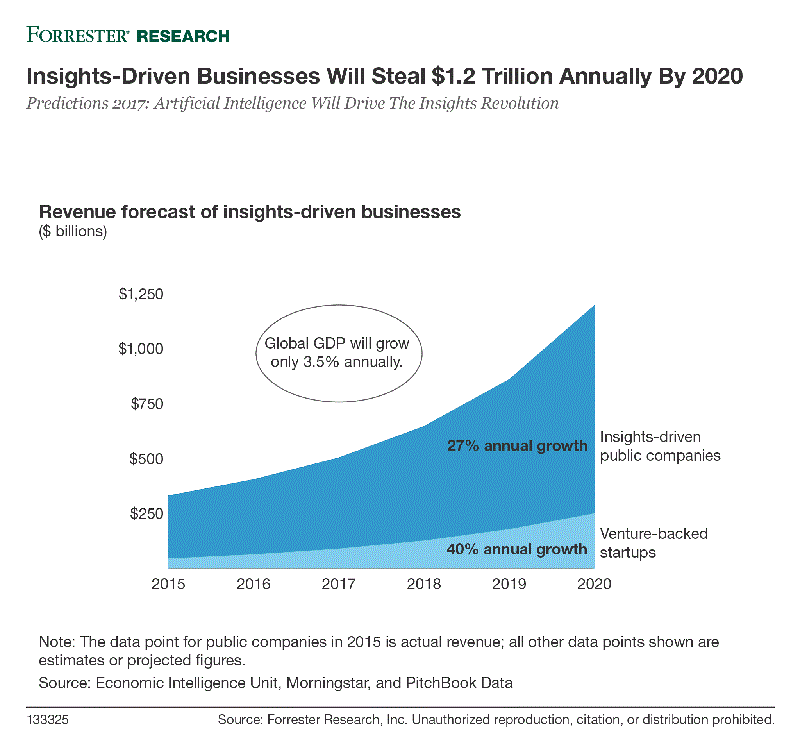 FORRESTER® RESEARCH
Insights-Driven Businesses Will Steal $1.2 Trillion Annually By 2020
Predictions 2017: Artificial Intelligence Will Drive The Insights Revolution
Revenue forecast of insights-driven businesses
($ billions)
$1,250
$1,000
$750
$500
$250
Global GDP will grow
only 3.5% annually.
27% annual growth
Insights-driven
public companies
40% annual growth
Venture-backed
startups
2015 2016 2017 2018 2019 2020
Note: The data point for public companies in 2015 is actual revenue; all other data points shown are
estimates or projected figures.
Source: Economic Intelligence Unit, Morningstar, and PitchBook Data
133325 Source: Forrester Research, Inc. Unauthorized reproduction, citation, or distribution prohibited.